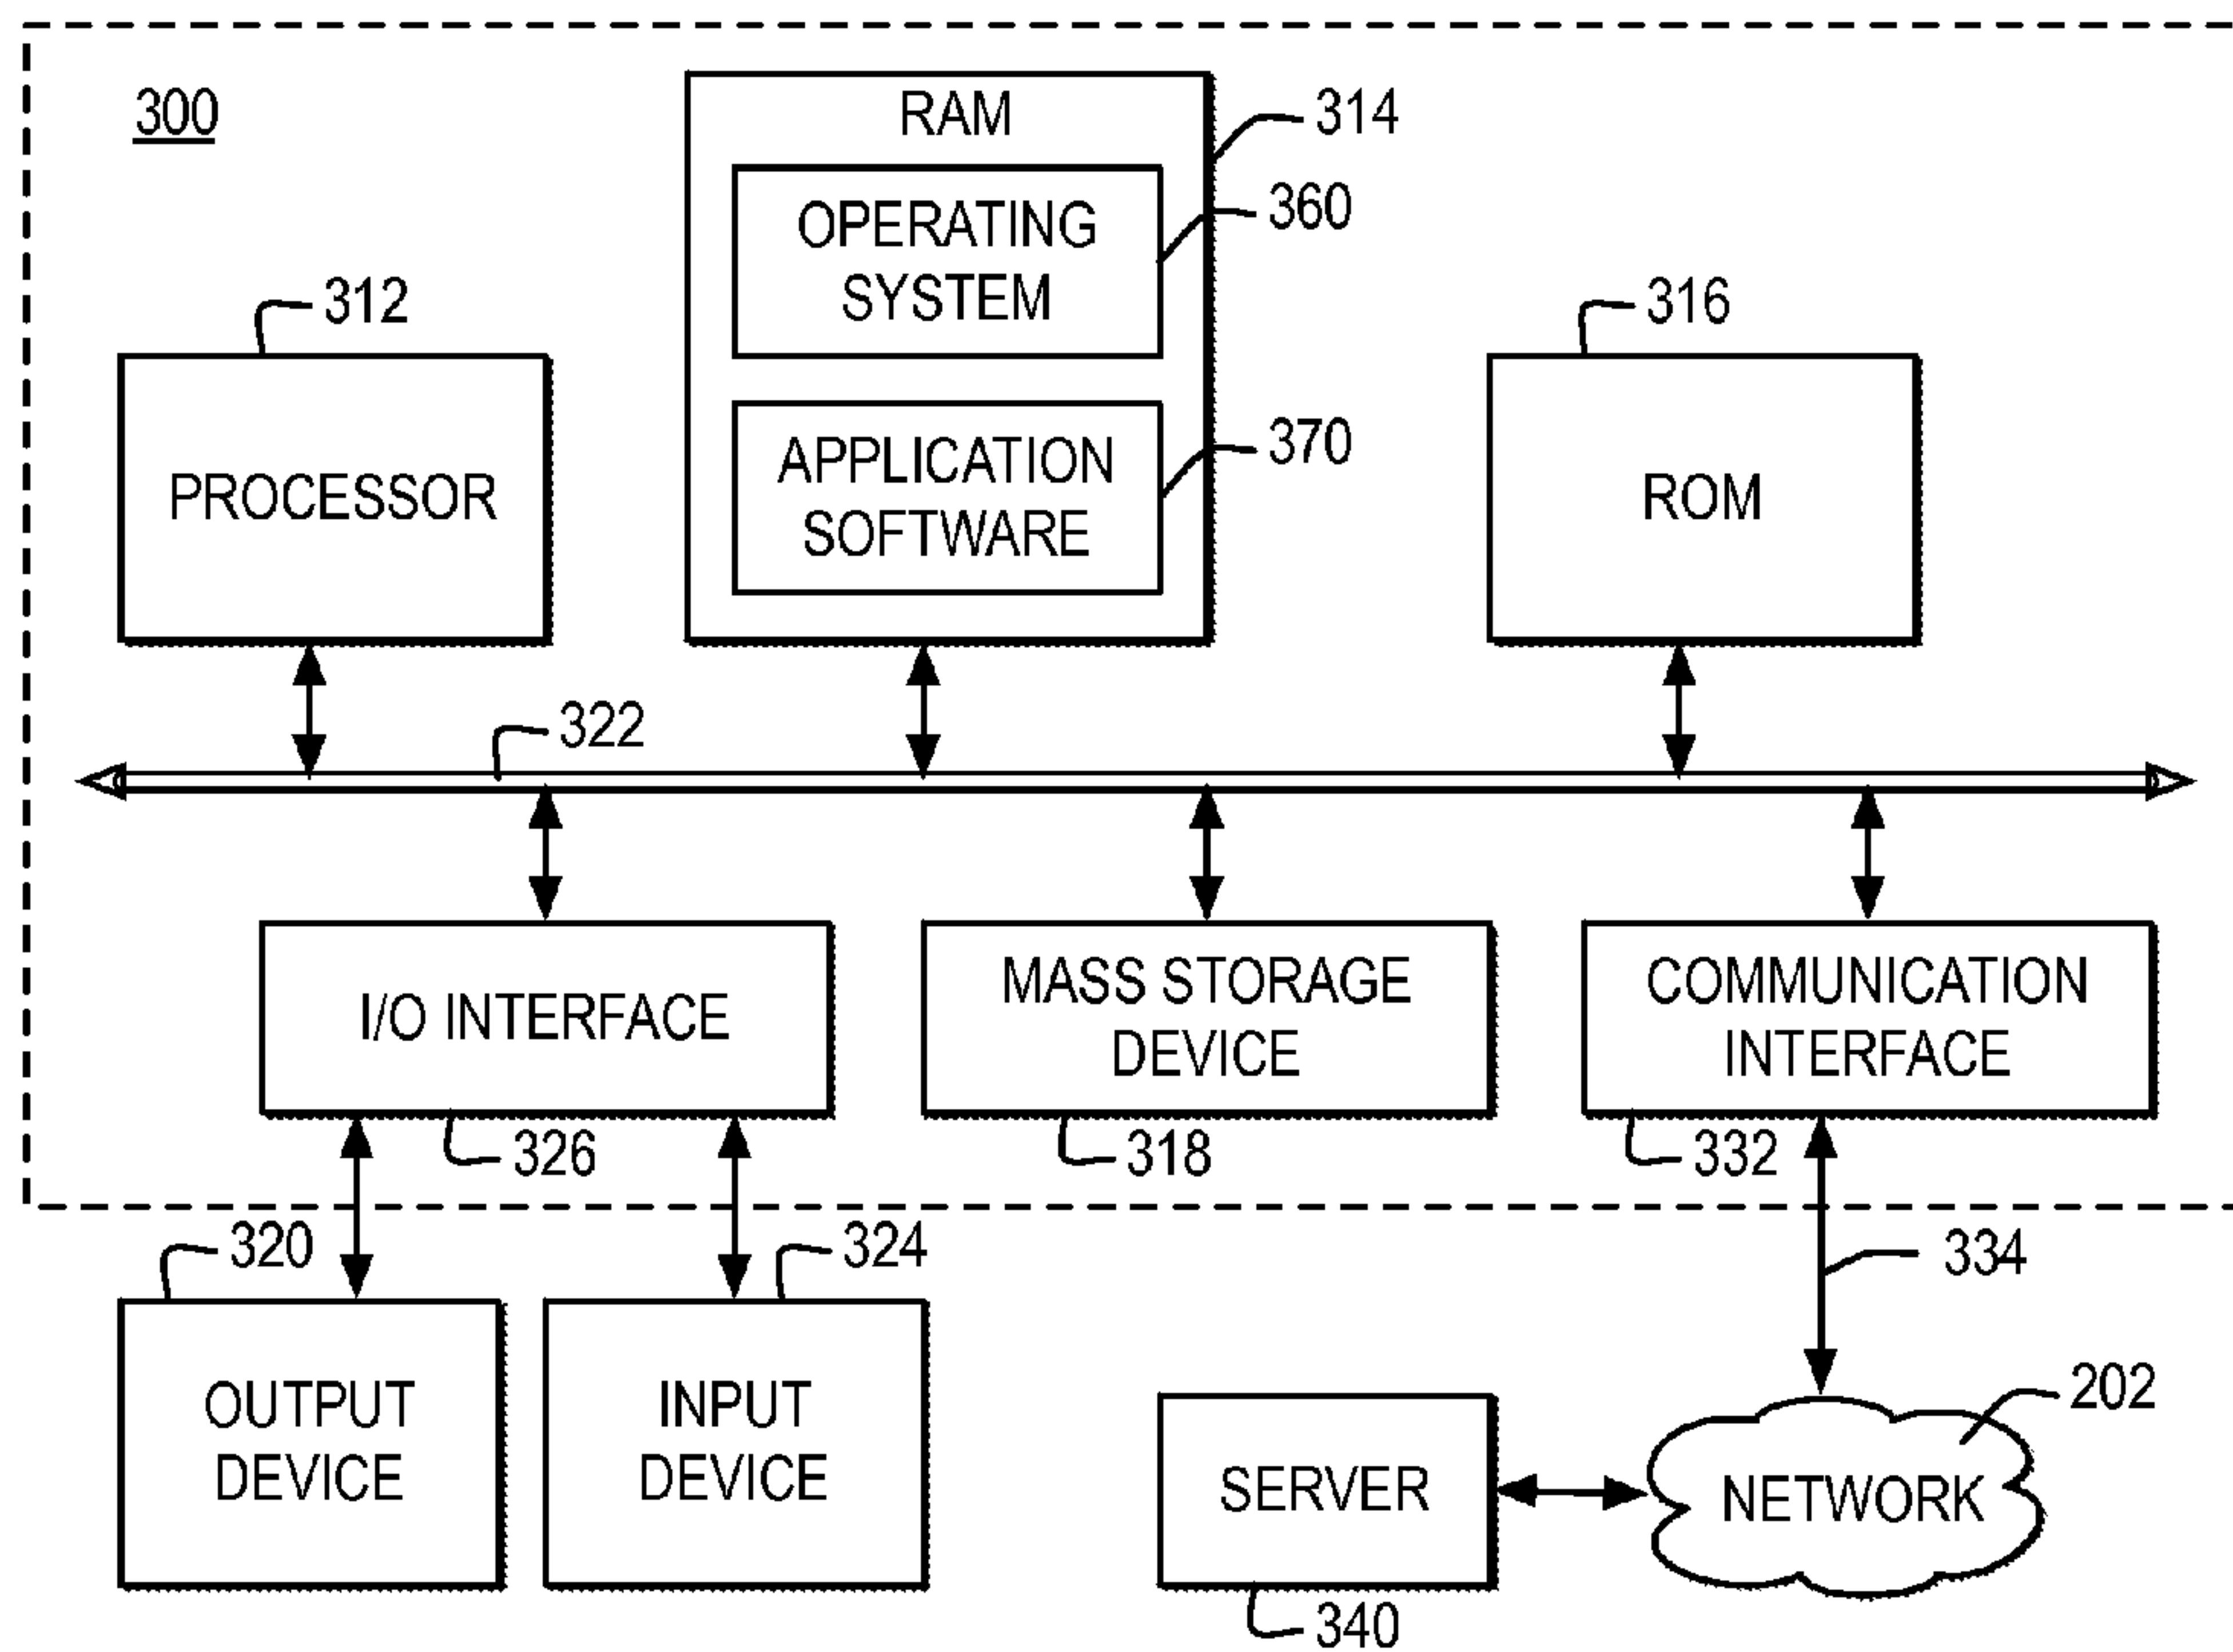 300
RAM
314
OPERATING
SYSTEM
360
312
316
APPLICATION
SOFTWARE
370
PROCESSOR
ROM
322
I/O INTERFACE
MASS STORAGE
DEVICE
COMMUNICATION
INTERFACE
326
318
332
320
324
334
OUTPUT
DEVICE
INPUT
DEVICE
SERVER
202
NETWORK
340